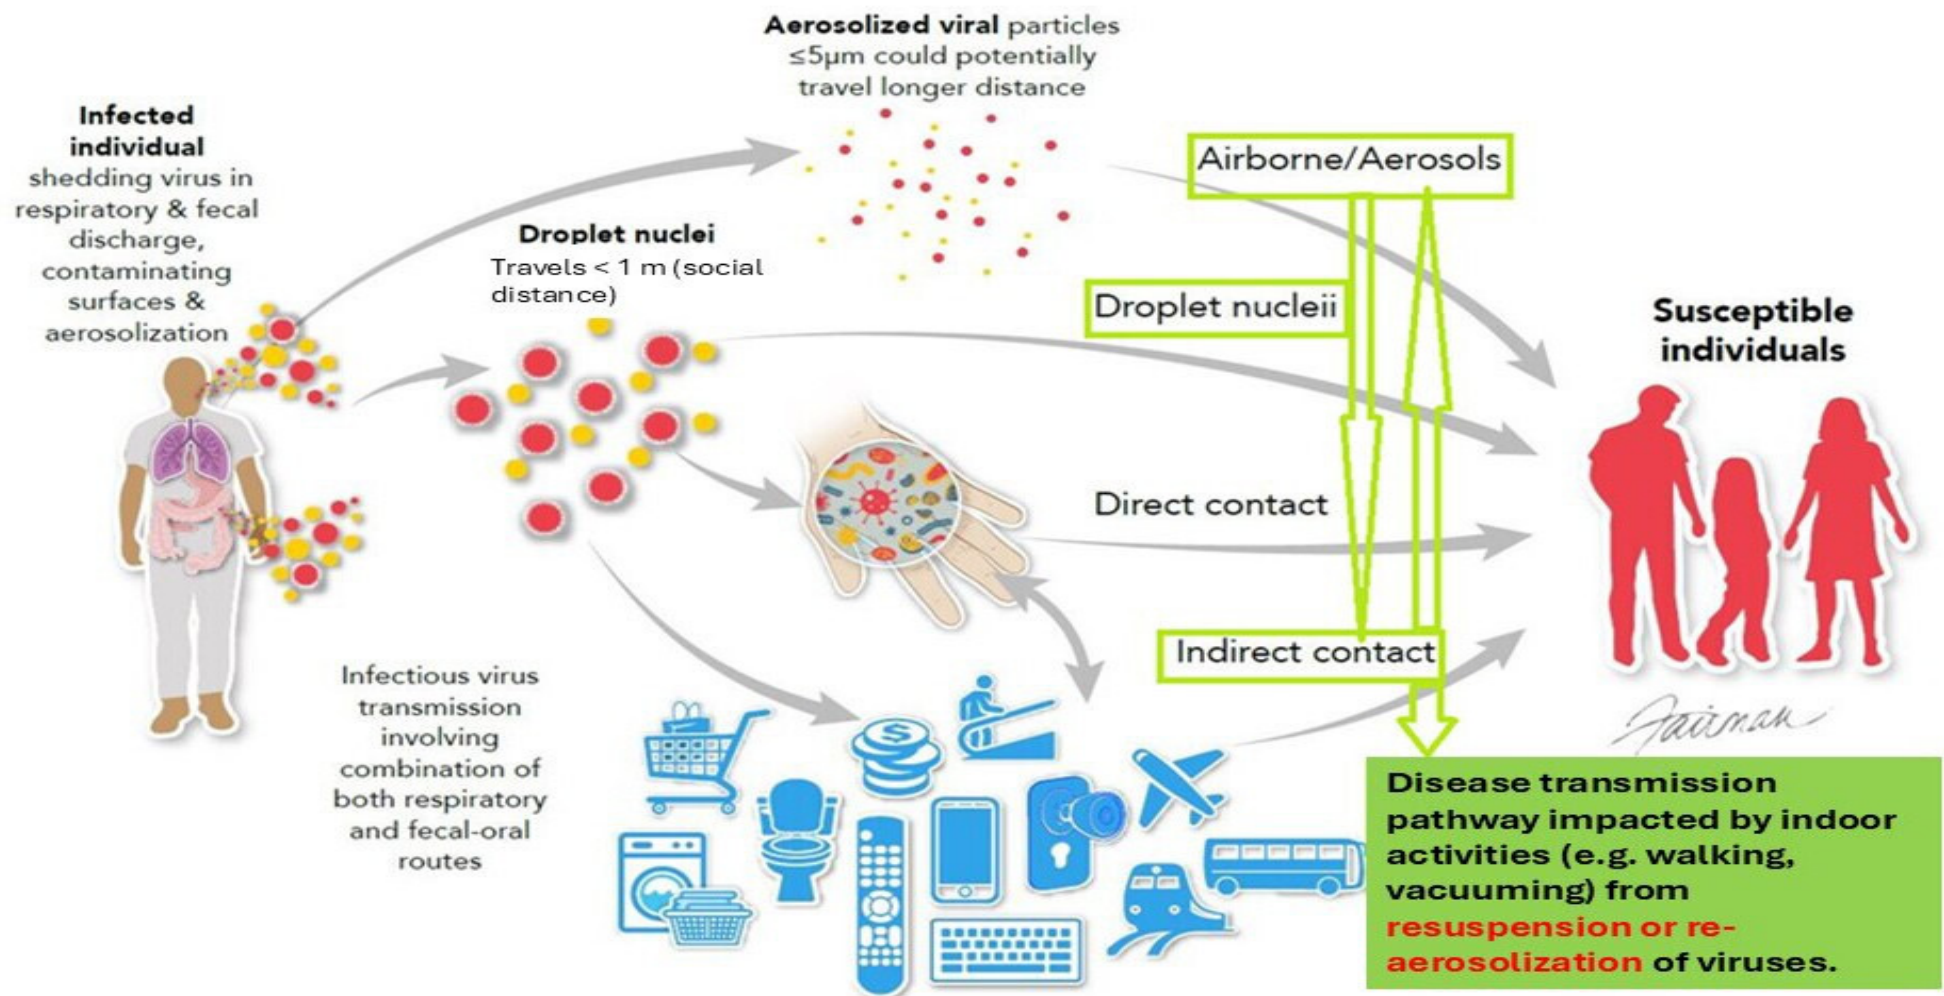 Aerosolized viral particles
≤5μm could potentially
travel longer distance
Infected
individual
shedding virus in
respiratory & fecal
discharge,
contaminating
surfaces &
aerosolization
Droplet nuclei
Travels < 1 m (social
distance)
Airborne/Aerosols
Droplet nucleii
Susceptible
individuals
Direct contact
Indirect contact
Infectious virus
transmission
involving
combination of
both respiratory
and fecal-oral
routes
$
Fairman
Disease transmission
pathway impacted by indoor
activities (e.g. walking,
vacuuming) from
resuspension or re-
aerosolization of viruses.